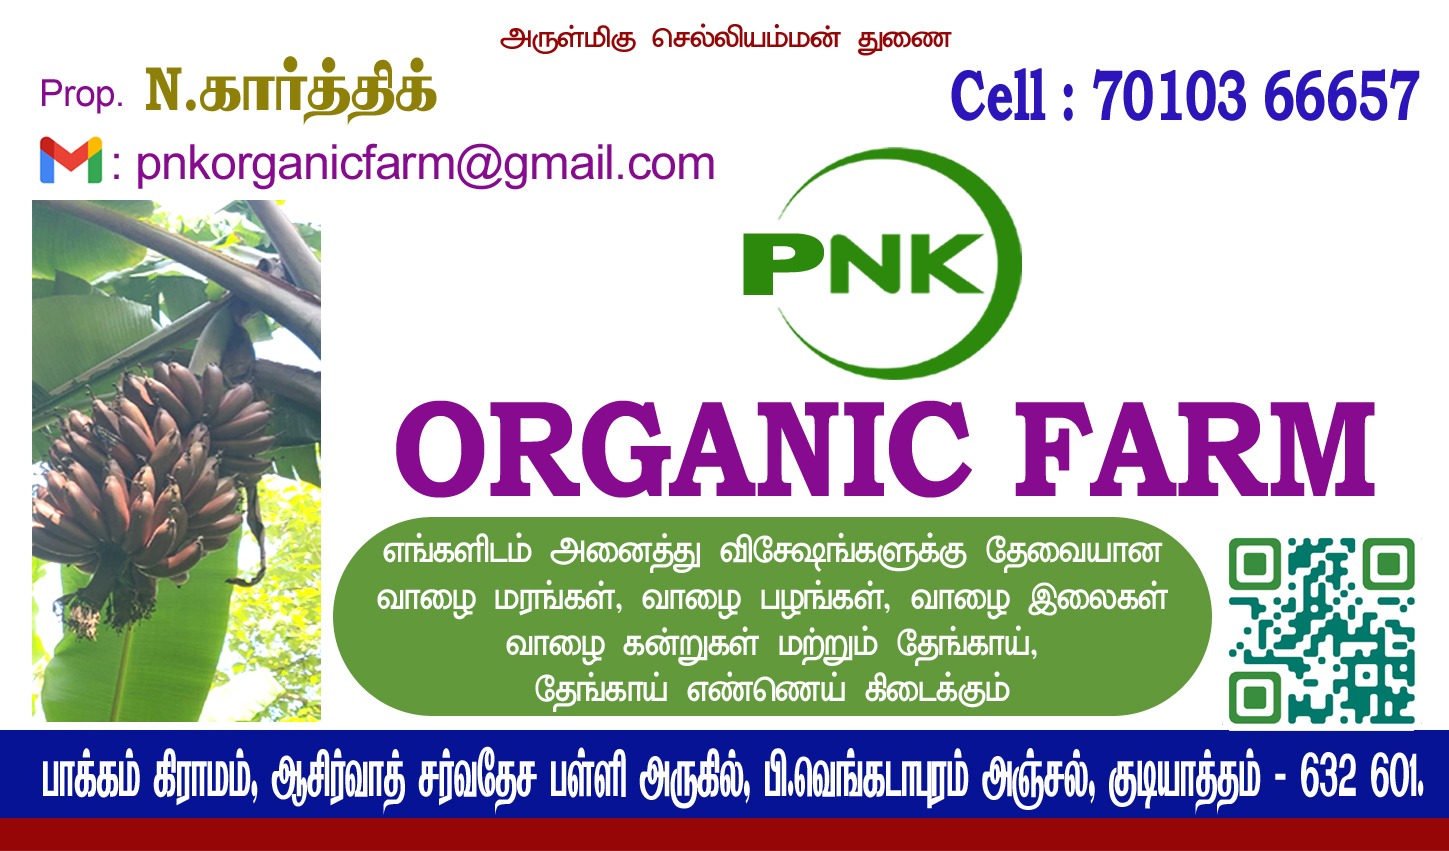 அருள்மிகு செல்லியம்மன் துணை
Prop. N.கார்த்திக்
Cell : 70103 66657
: pnkorganicfarm@gmail.com
PNK
ORGANIC FARM
எங்களிடம் அனைத்து விசேஷங்களுக்கு தேவையான
வாழை மரங்கள், வாழை பழங்கள், வாழை இலைகள்
வாழை கன்றுகள் மற்றும் தேங்காய்,
தேங்காய் எண்ணெய் கிடைக்கும்
பாக்கம் கிராமம், ஆசிர்வாத் சர்வதேச பள்ளி அருகில், பி.வெங்கடாபுரம் அஞ்சல், குடியாத்தம் - 632 601.